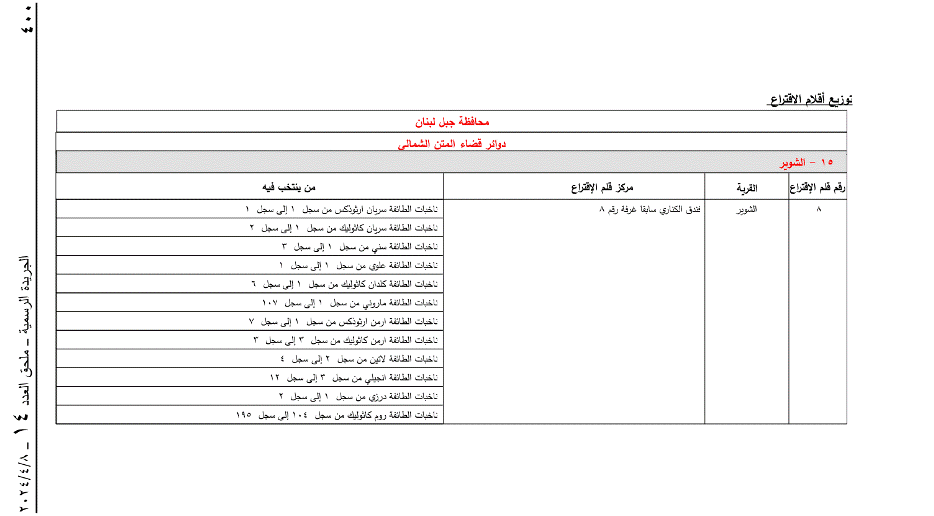 ٤٠٠
توزيع أقلام الاقتراع
محافظة جبل لبنان
دوائر قضاء المتن الشمالي
١٥ - الشوير
رقم قلم الإقتراع القرية مركز قلم الإقتراع من ينتخب فيه
٨ الشوير فندق الكناري سابقا غرفة رقم ٨ ناخبات الطائفة سريان ارثوذكس من سجل ١ إلى سجل ١
ناخبات الطائفة سريان كاثوليك من سجل ١ إلى سجل ٢
ناخبات الطائفة سني من سجل ١ إلى سجل ٣
ناخبات الطائفة علوي من سجل ١ إلى سجل ١
ناخبات الطائفة كلدان كاثوليك من سجل ١ إلى سجل ٦
ناخبات الطائفة ماروني من سجل ١ إلى سجل ١٠٧
ناخبات الطائفة ارمن ارثوذكس من سجل ١ إلى سجل ٧
ناخبات الطائفة ارمن كاثوليك من سجل ٣ إلى سجل ٣
ناخبات الطائفة لاتين من سجل ٢ إلى سجل ٤
ناخبات الطائفة انجيلي من سجل ٣ إلى سجل ١٢
ناخبات الطائفة درزي من سجل ١ إلى سجل ٢
ناخبات الطائفة روم كاثوليك من سجل ١٠٤ إلى سجل ١٩٥
الجريدة الرسمية - ملحق العدد ١٤ - ٢٠٢٤/٤/٨